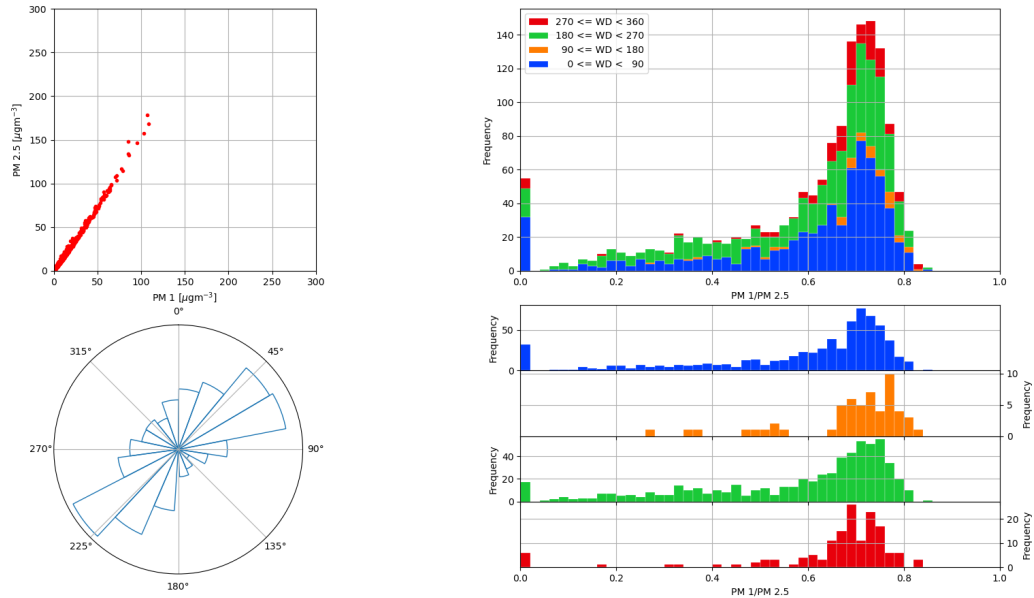 300
250
200
150
100
50
0
PM 2.5 [μgm⁻³]
0 50 100 150 200 250 300
PM 1 [μgm⁻³]
0°
45°
90°
135°
180°
225°
270°
315°
270 <= WD < 360
180 <= WD < 270
90 <= WD < 180
0 <= WD < 90
140
120
100
80
60
40
20
0
Frequency
0.0 0.2 0.4 0.6 0.8 1.0
PM 1/PM 2.5
50
0
Frequency
10
5
0
Frequency
40
20
0
Frequency
20
10
0
Frequency
0.0 0.2 0.4 0.6 0.8 1.0
PM 1/PM 2.5